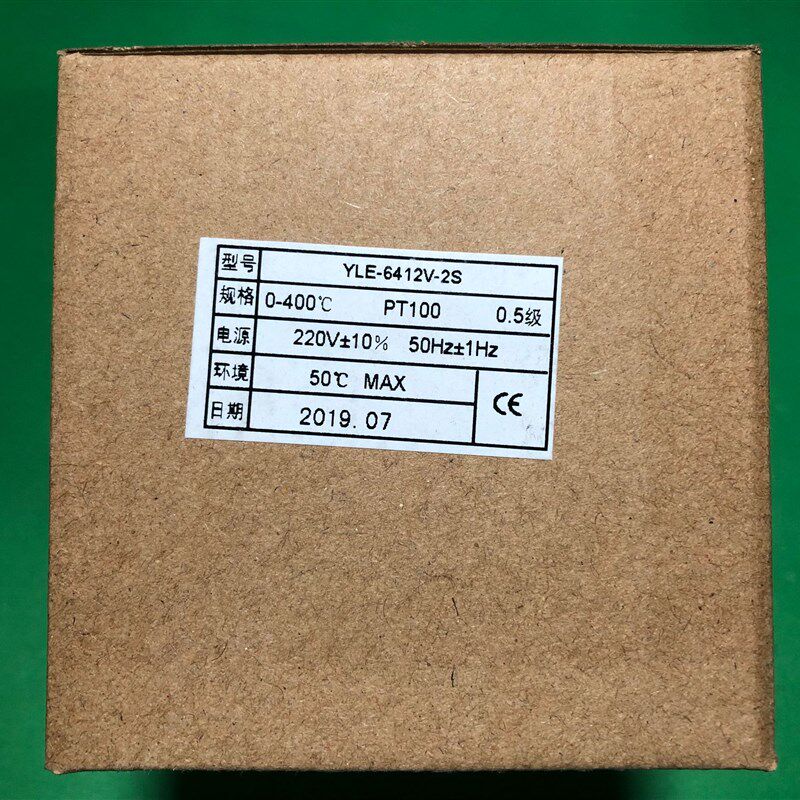 型号 YLE-6412V-2S
规格 0-400℃ PT100 0.5级
电源 220V±10% 50Hz±1Hz
环境 50℃ MAX
CE
日期 2019.07